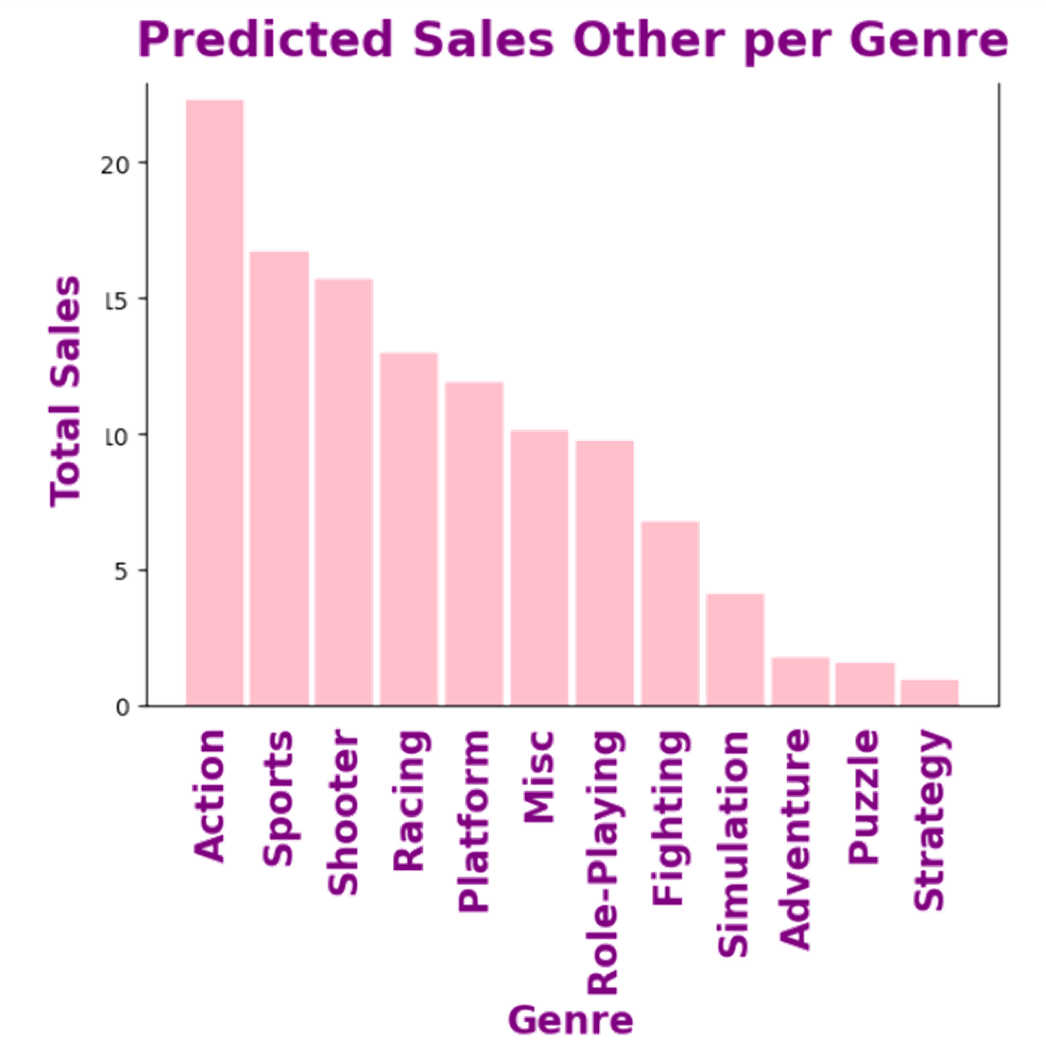 Predicted Sales Other per Genre
Total Sales
20
15
10
5
0
Action
Sports
Shooter
Racing
Platform
Misc
Role-Playing
Fighting
Simulation
Adventure
Puzzle
Strategy
Genre